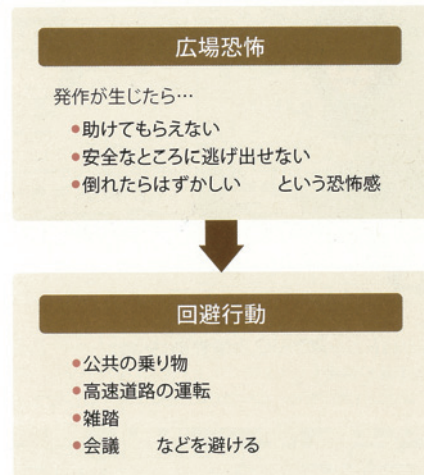 広場恐怖
発作が生じたら…
●助けてもらえない
●安全なところに逃げ出せない
●倒れたらはずかしい　という恐怖感
回避行動
●公共の乗り物
●高速道路の運転
●雑踏
●会議　などを避ける